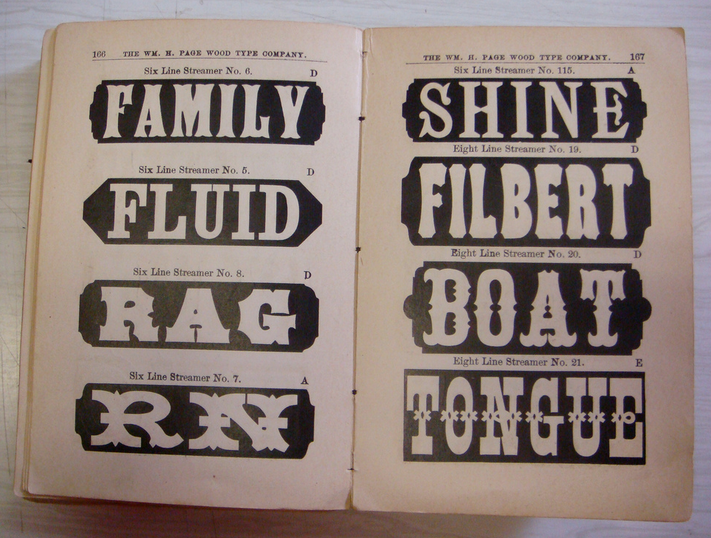 166 THE WM. H. PAGE WOOD TYPE COMPANY.
Six Line Streamer No. 6. D
FAMILY
Six Line Streamer No. 5. D
FLUID
Six Line Streamer No. 8. D
RAG
Six Line Streamer No. 7. A
RN
THE WM. H. PAGE WOOD TYPE COMPANY. 167
Six Line Streamer No. 115. A
SHINE
Eight Line Streamer No. 19. D
FILBERT
Eight Line Streamer No. 20. D
BOAT
Eight Line Streamer No. 21. E
TONGUE